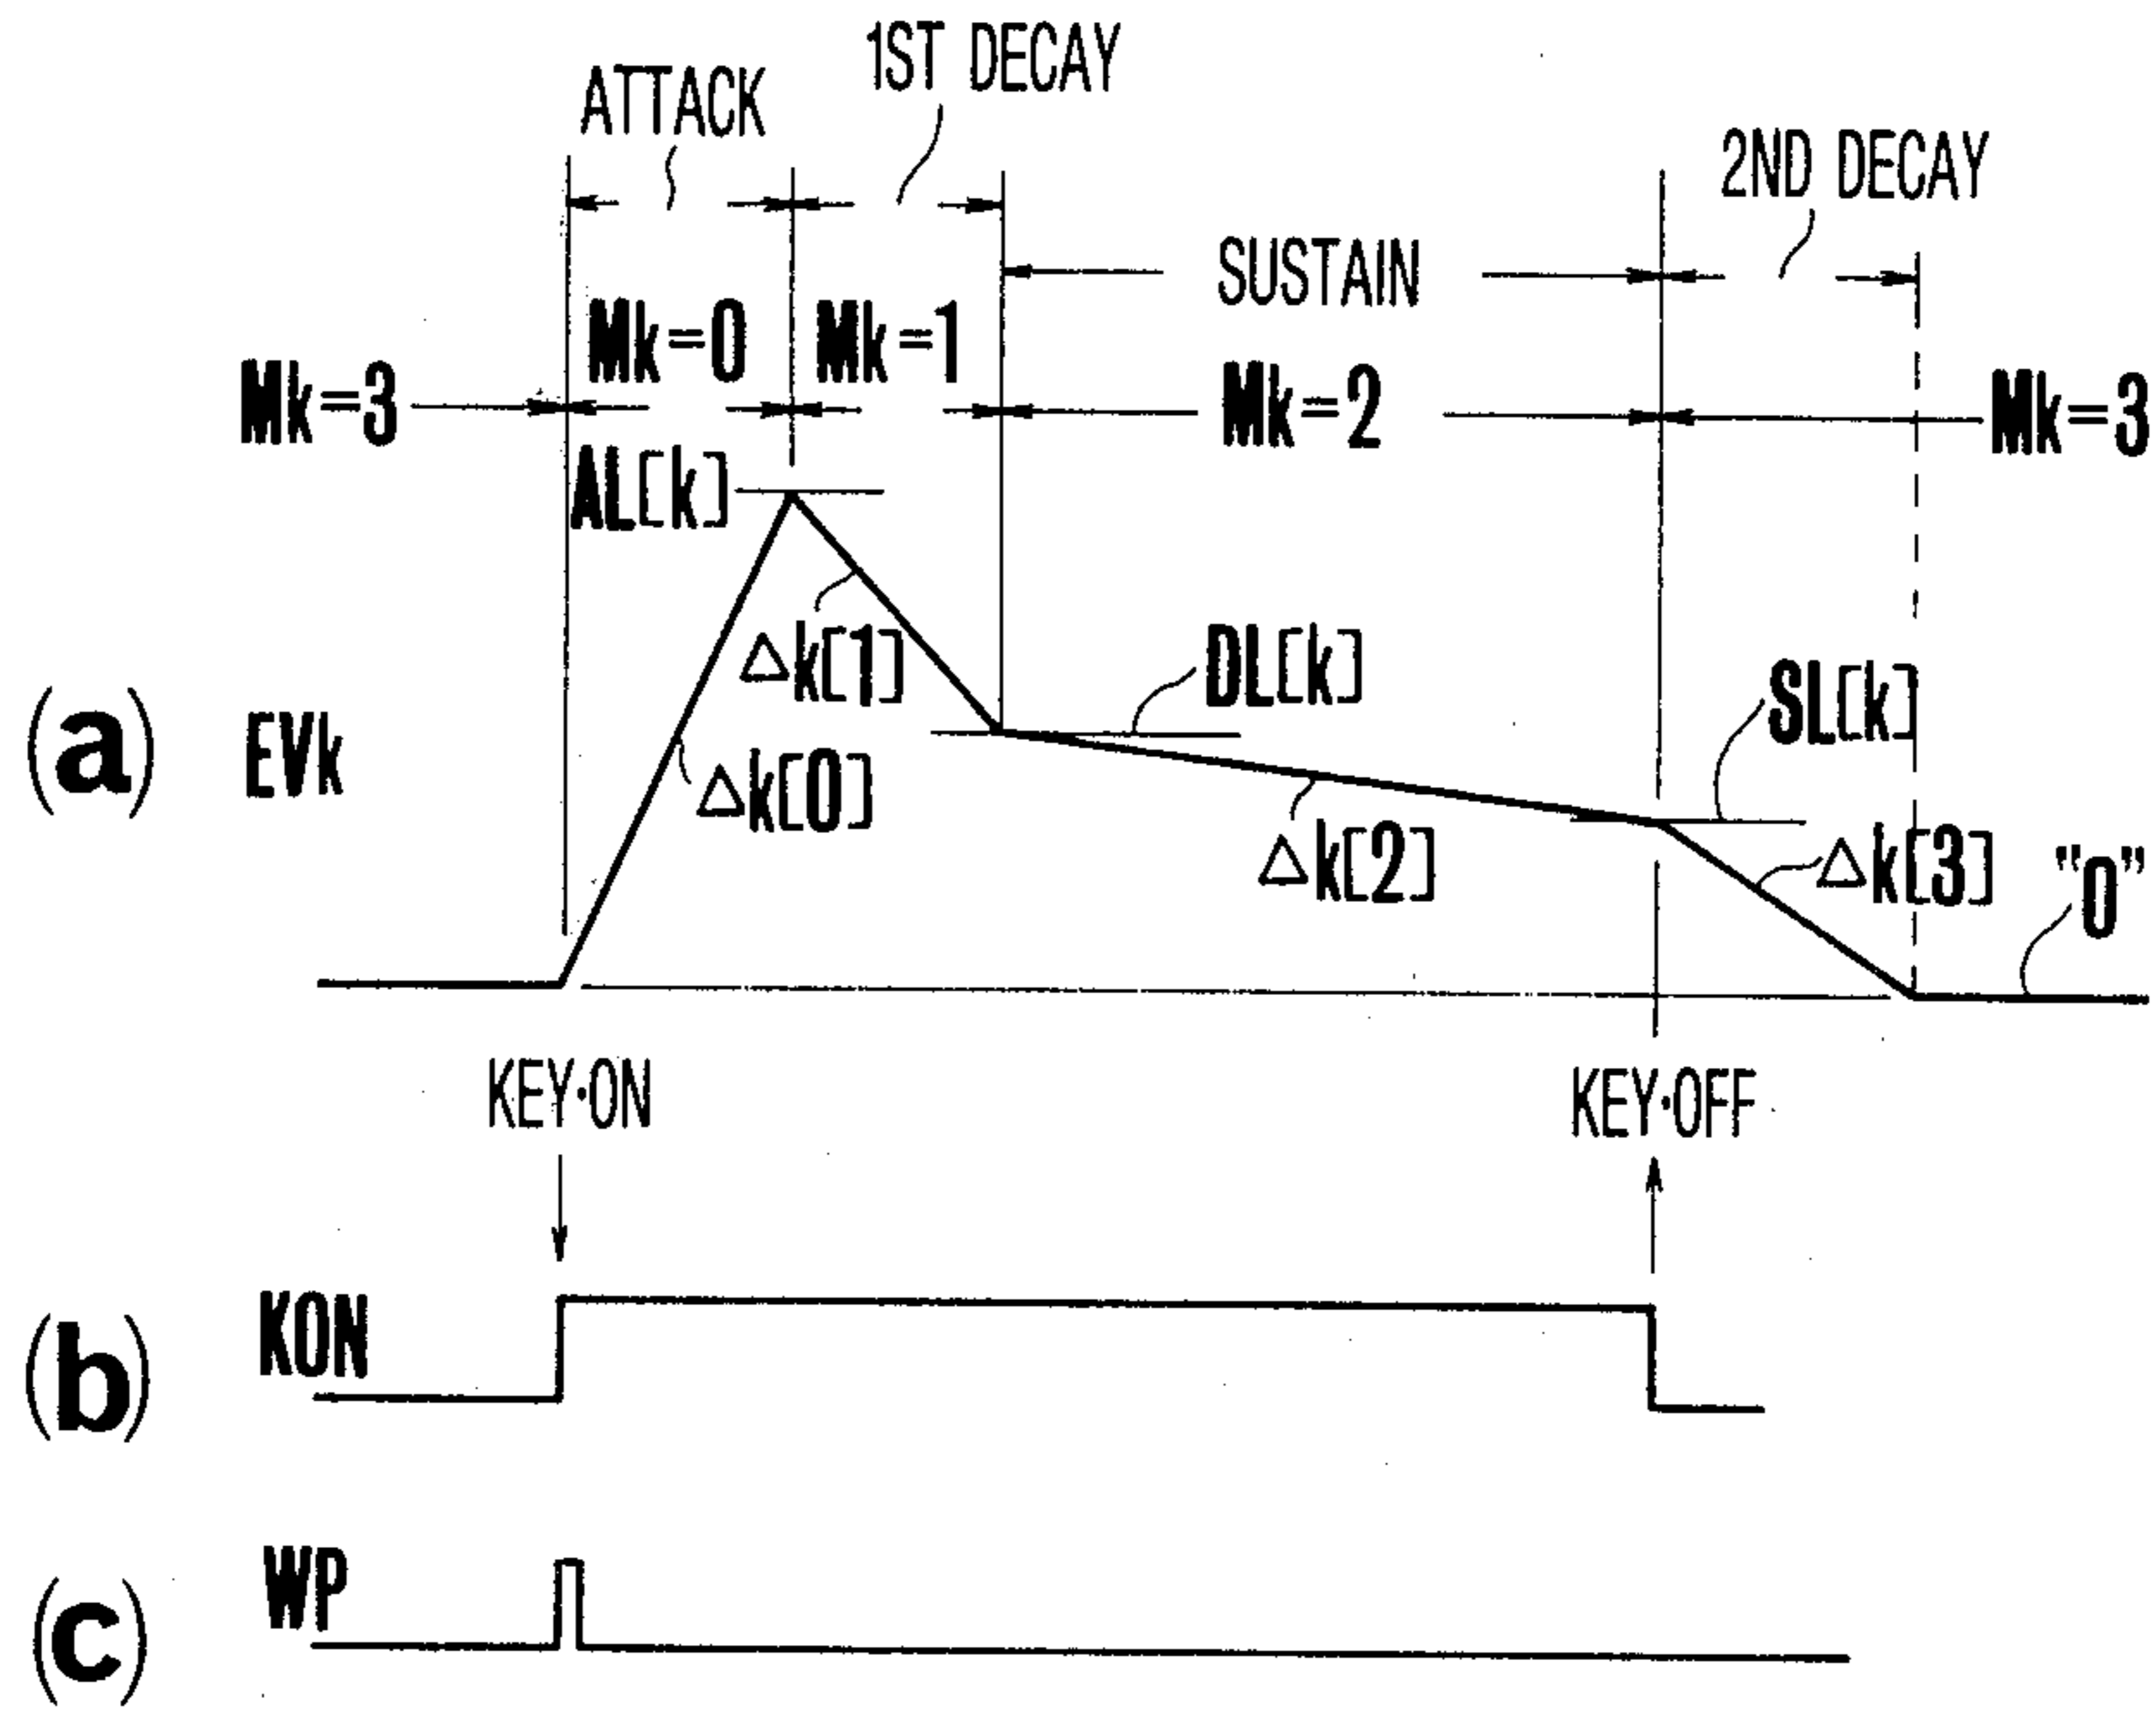 1ST DECAY
ATTACK
2ND DECAY
SUSTAIN
Mk=0
Mk=1
Mk=3
Mk=2
Mk=3
AL[k]
Δk[1]
DL[k]
SL[k]
(a)
EVk
Δk[0]
Δk[2]
Δk[3]
"0"
KEY·ON
KEY·OFF
(b)
KON
(c)
WP